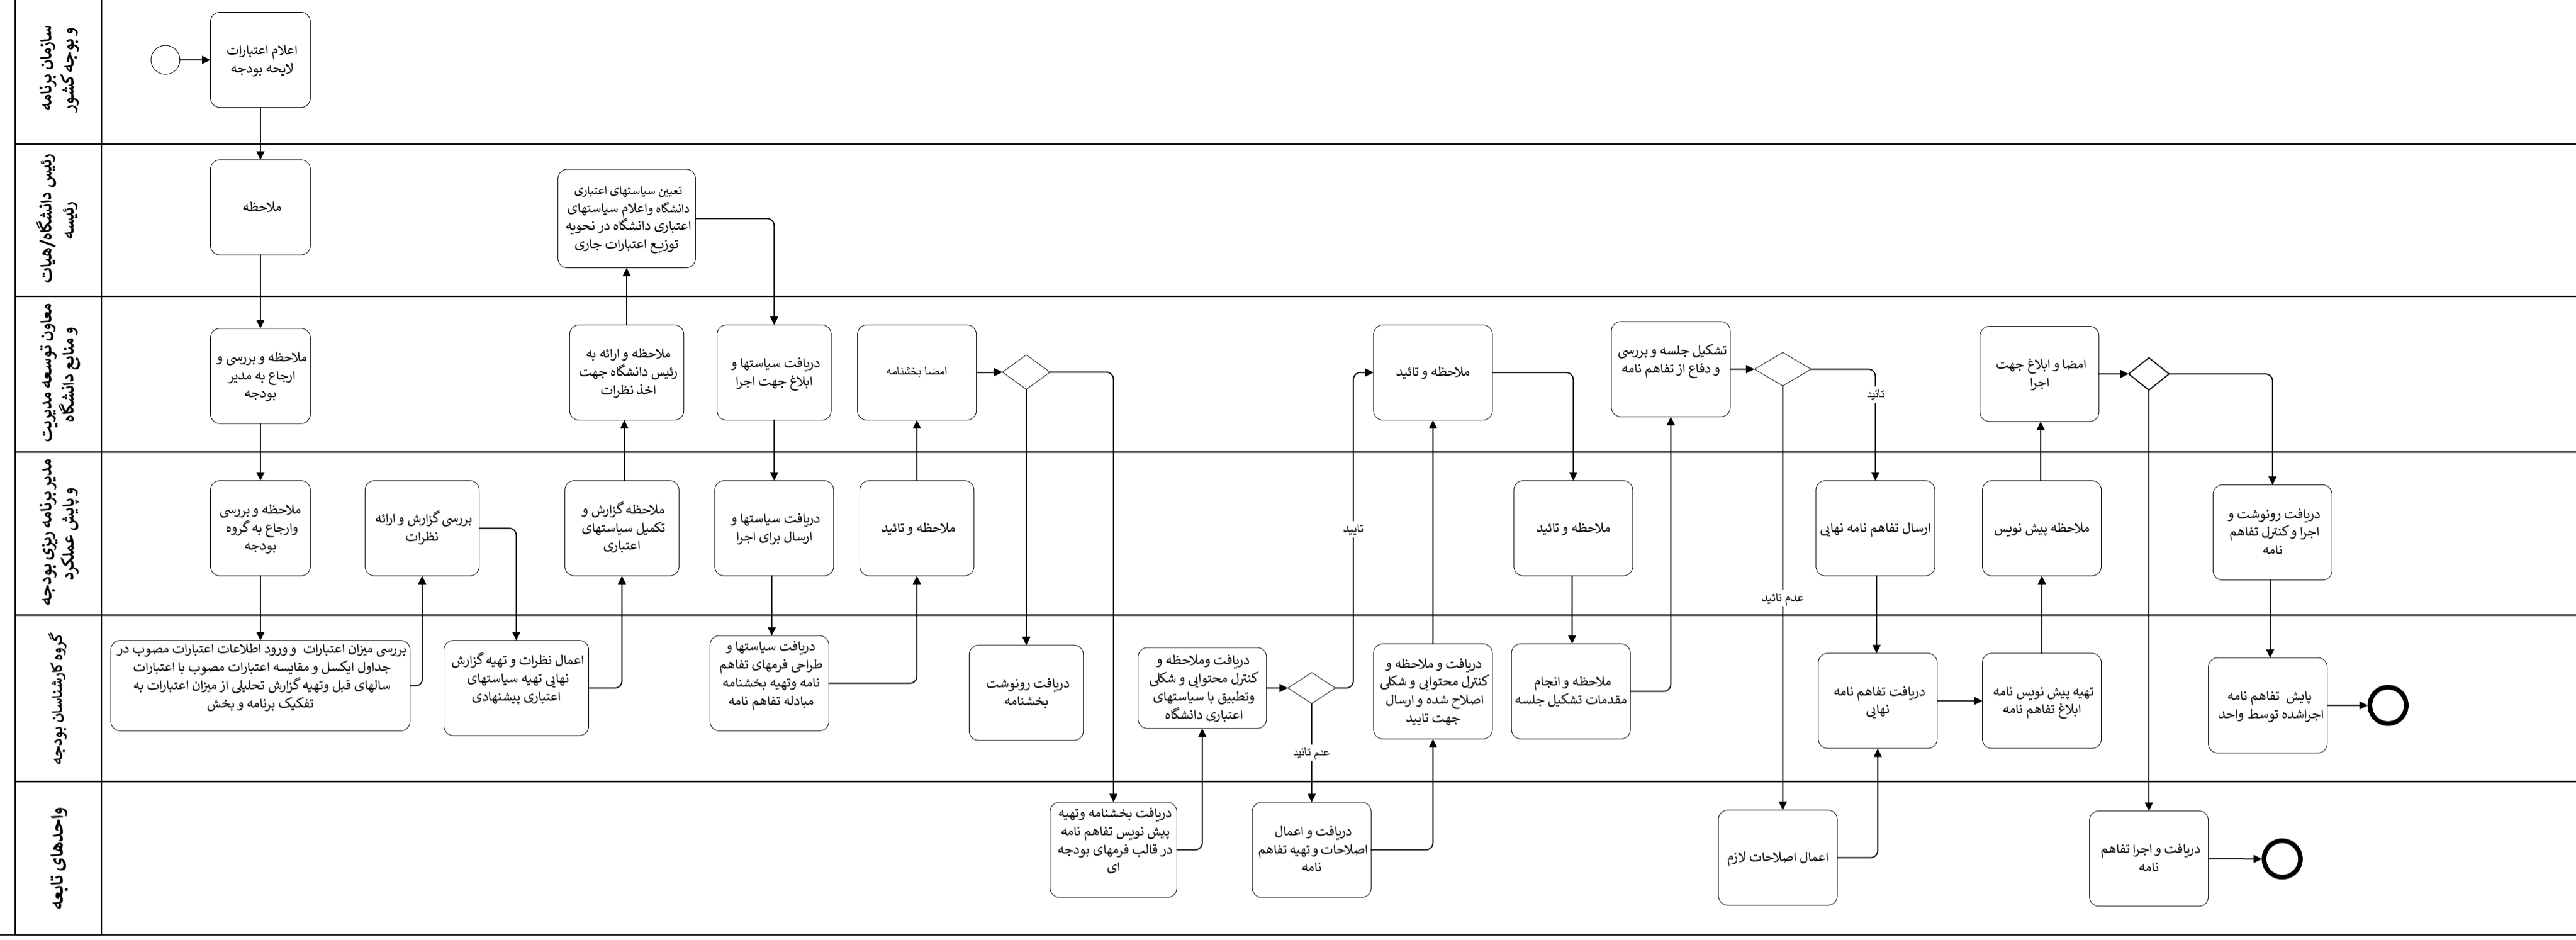 سازمان برنامه
و بوجه کشور
اعلام اعتبارات
لایحه بودجه
رئیس دانشگاه/هیات
رئیسه
ملاحظه
تعیین سیاستهای اعتباری
دانشگاه واعلام سیاستهای
اعتباری دانشگاه در نحویه
توزیع اعتبارات جاری
معاون توسعه مدیریت
و منابع دانشگاه
ملاحظه و بررسی و
ارجاع به مدیر
بودجه
ملاحظه و ارائه به
رئیس دانشگاه جهت
اخذ نظرات
دریافت سیاستها و
ابلاغ جهت اجرا
امضا بخشنامه
ملاحظه و تائید
تشکیل جلسه و بررسی
و دفاع از تفاهم نامه
تائید
امضا و ابلاغ جهت
اجرا
مدیر برنامه ریزی بودجه
و پایش عملکرد
ملاحظه و بررسی
وارجاع به گروه
بودجه
بررسی گزارش و ارائه
نظرات
ملاحظه گزارش و
تکمیل سیاستهای
اعتباری
دریافت سیاستها و
ارسال برای اجرا
ملاحظه و تائید
تایید
ملاحظه و تائید
عدم تائید
ارسال تفاهم نامه نهایی
ملاحظه پیش نویس
دریافت رونوشت و
اجرا و کنترل تفاهم
نامه
گروه کارشناسان بودجه
بررسی میزان اعتبارات و ورود اطلاعات اعتبارات مصوب در
جداول ایکسل و مقایسه اعتبارات مصوب با اعتبارات
سالهای قبل وتهیه گزارش تحلیلی از میزان اعتبارات به
تفکیک برنامه و بخش
اعمال نظرات و تهیه گزارش
نهایی تهیه سیاستهای
اعتباری پیشنهادی
دریافت سیاستها و
طراحی فرمهای تفاهم
نامه وتهیه بخشنامه
مبادله تفاهم نامه
دریافت رونوشت
بخشنامه
دریافت وملاحظه و
کنترل محتوایی و شکلی
وتطبیق با سیاستهای
اعتباری دانشگاه
عدم تائید
دریافت و ملاحظه و
کنترل محتوایی و شکلی
اصلاح شده و ارسال
جهت تایید
ملاحظه و انجام
مقدمات تشکیل جلسه
دریافت تفاهم نامه
نهایی
تهیه پیش نویس نامه
ابلاغ تفاهم نامه
پایش تفاهم نامه
اجراشده توسط واحد
واحدهای تابعه
دریافت بخشنامه وتهیه
پیش نویس تفاهم نامه
در قالب فرمهای بودجه
ای
دریافت و اعمال
اصلاحات و تهیه تفاهم
نامه
اعمال اصلاحات لازم
دریافت و اجرا تفاهم
نامه